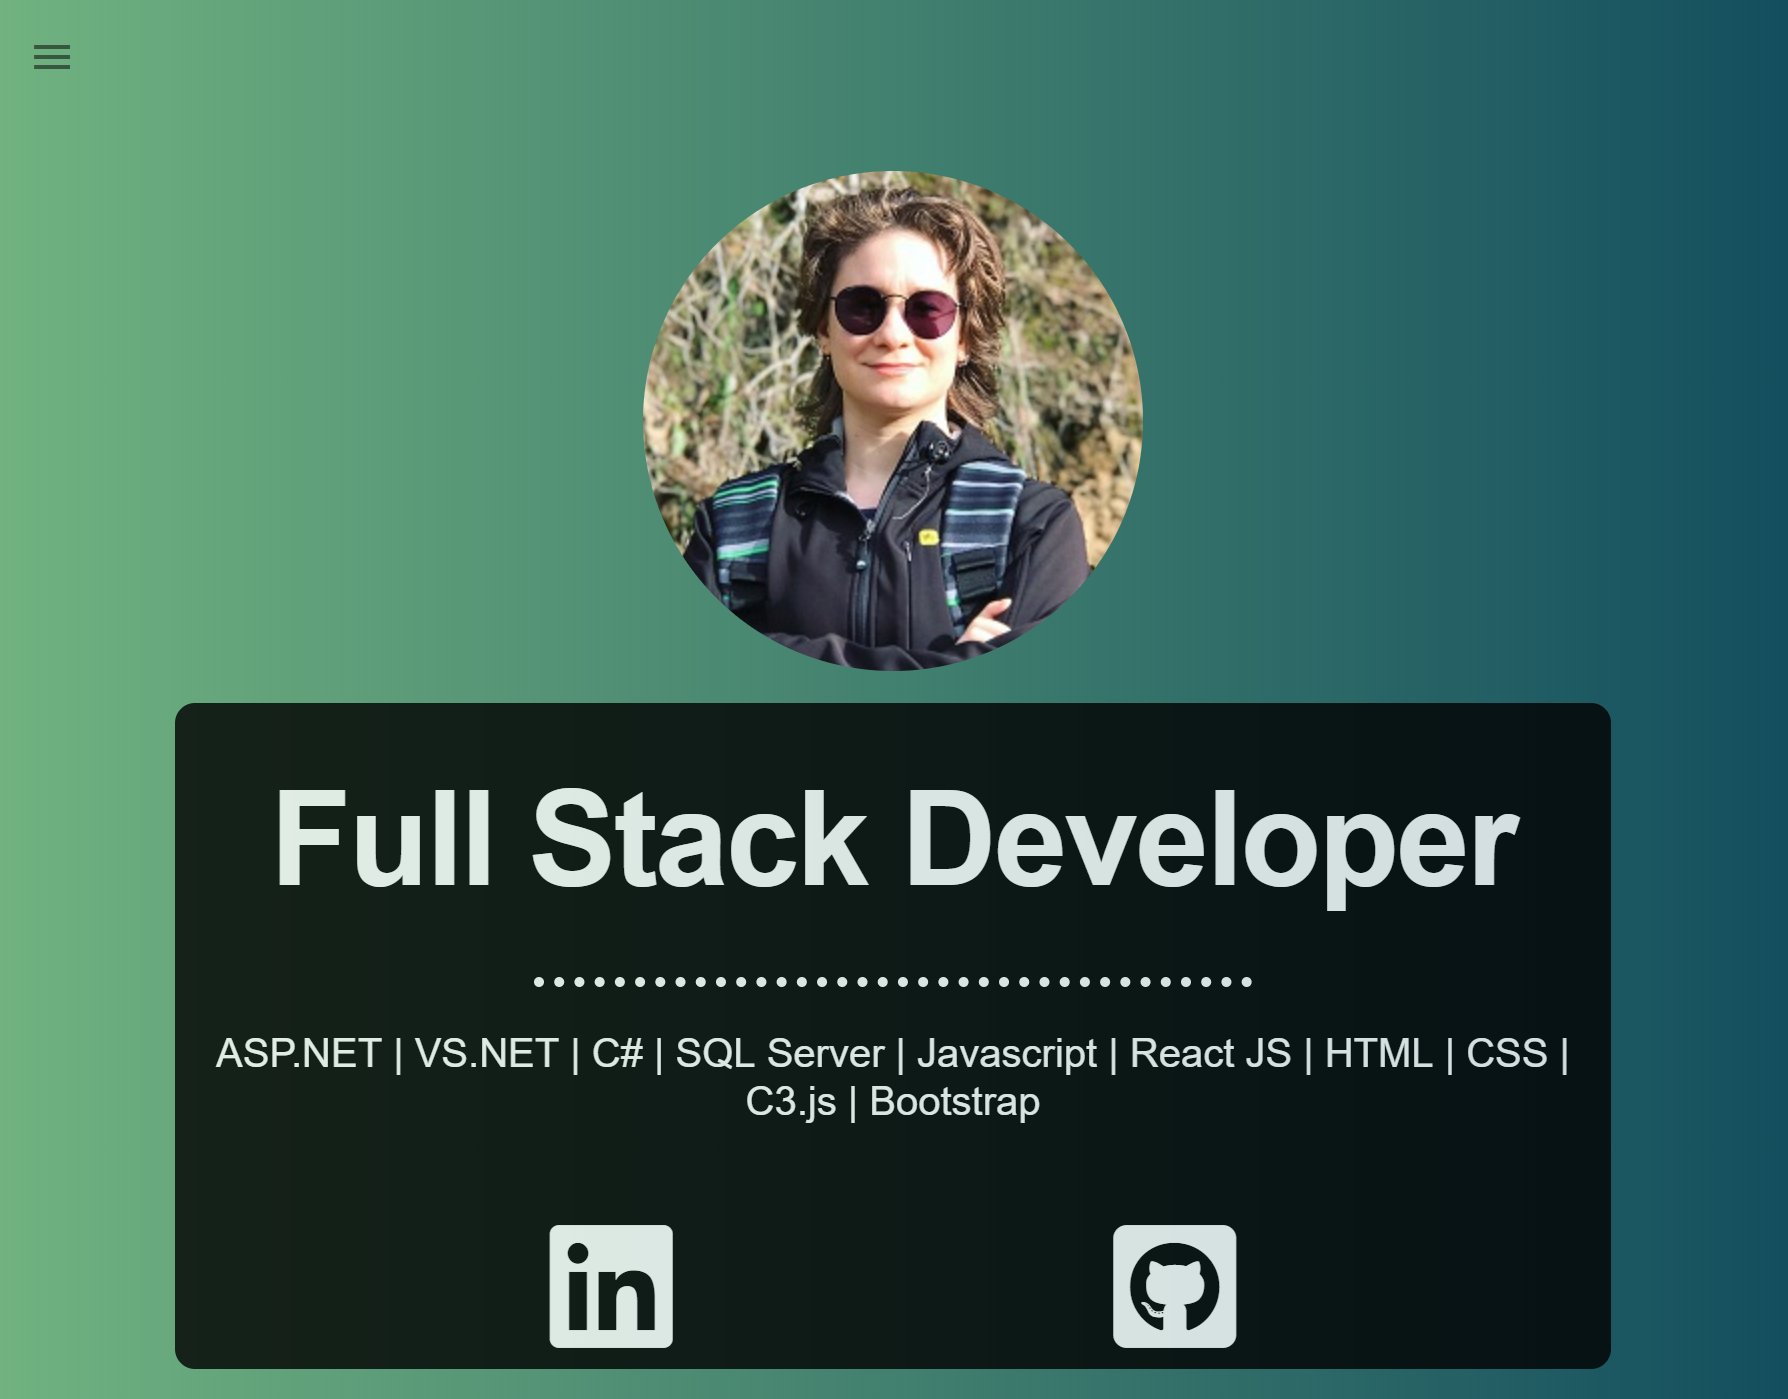 Full Stack Developer
ASP.NET | VS.NET | C# | SQL Server | Javascript | React JS | HTML | CSS |
C3.js | Bootstrap
in